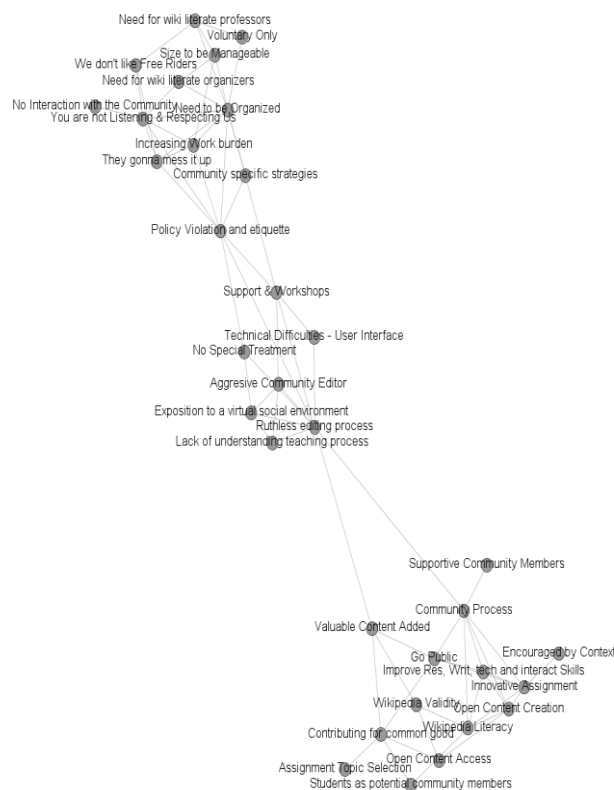 Need for wiki literate professors
Voluntary Only
Size to be Manageable
We don't like Free Riders
Need for wiki literate organizers
No Interaction with the Community
Need to be Organized
You are not Listening & Respecting Us
Increasing Work burden
They gonna mess it up
Community specific strategies
Policy Violation and etiquette
Support & Workshops
Technical Difficulties - User Interface
No Special Treatment
Aggresive Community Editor
Exposition to a virtual social environment
Ruthless editing process
Lack of understanding teaching process
Supportive Community Members
Community Process
Valuable Content Added
Encouraged by Context
Go Public
Improve Res, Writ, tech and interact Skills
Innovative Assignment
Wikipedia Validity
Open Content Creation
Wikipedia Literacy
Contributing for common good
Open Content Access
Assignment Topic Selection
Students as potential community members